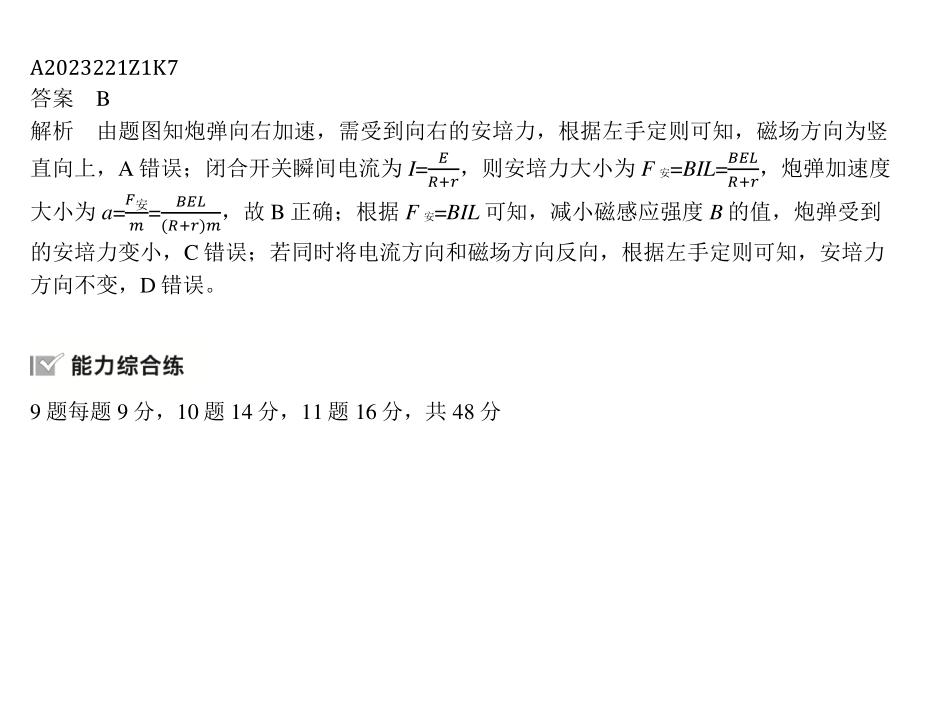 A2023221Z1K7
答案 B
解析 由题图知炮弹向右加速，需受到向右的安培力，根据左手定则可知，磁场方向为竖
直向上，A 错误；闭合开关瞬间电流为 I=\frac{E}{R+r}，则安培力大小为 F安=BIL=\frac{BEL}{R+r}，炮弹加速度
大小为 a=\frac{F安}{m}=\frac{BEL}{(R+r)m}，故 B 正确；根据 F安=BIL 可知，减小磁感应强度 B 的值，炮弹受到
的安培力变小，C 错误；若同时将电流方向和磁场方向反向，根据左手定则可知，安培力
方向不变，D 错误。
能力综合练
9 题每题 9 分，10 题 14 分，11 题 16 分，共 48 分